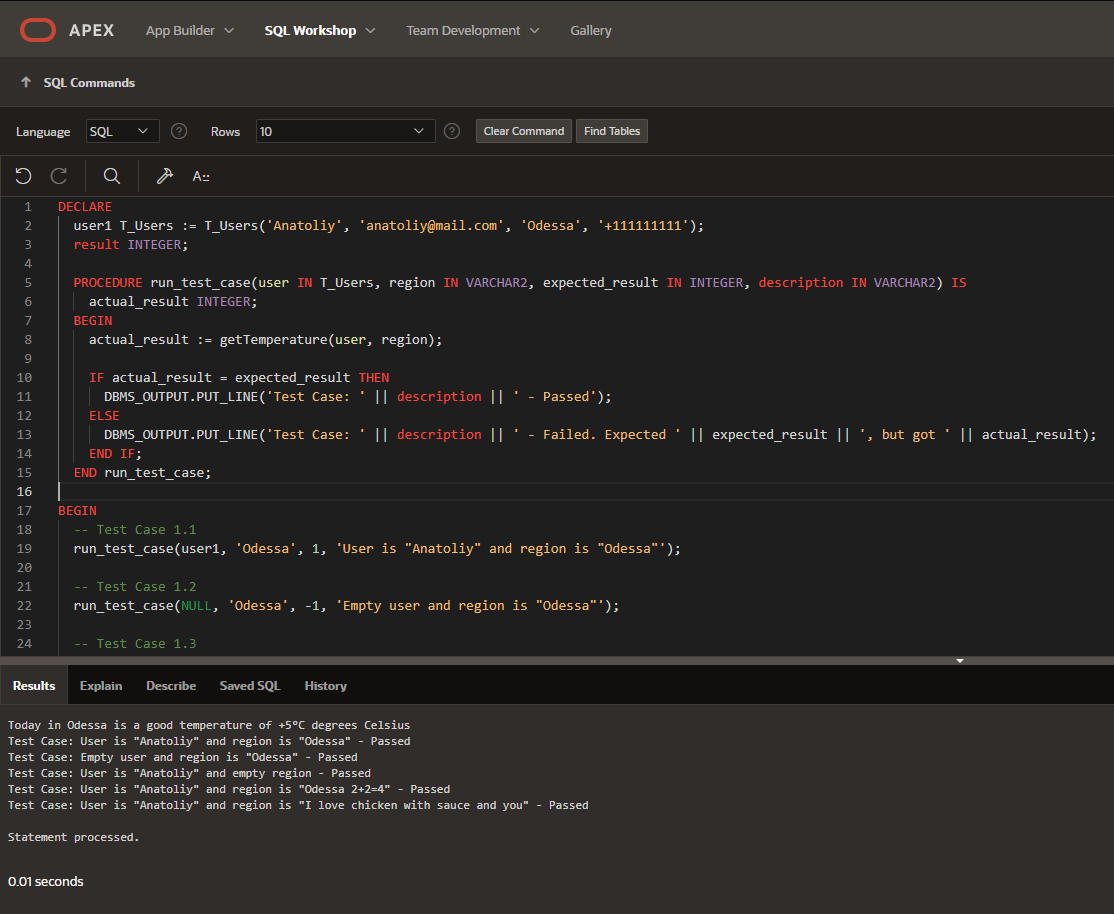 APEX App Builder SQL Workshop Team Development Gallery
SQL Commands
Language SQL ? Rows 10 ? Clear Command Find Tables
A::
1 DECLARE
2 user1 T_Users := T_Users('Anatoliy', 'anatoliy@mail.com', 'Odessa', '+111111111');
3 result INTEGER;
4
5 PROCEDURE run_test_case(user IN T_Users, region IN VARCHAR2, expected_result IN INTEGER, description IN VARCHAR2) IS
6 actual_result INTEGER;
7 BEGIN
8 actual_result := getTemperature(user, region);
9
10 IF actual_result = expected_result THEN
11 DBMS_OUTPUT.PUT_LINE('Test Case: ' || description || ' - Passed');
12 ELSE
13 DBMS_OUTPUT.PUT_LINE('Test Case: ' || description || ' - Failed. Expected ' || expected_result || ', but got ' || actual_result);
14 END IF;
15 END run_test_case;
16
17 BEGIN
18 -- Test Case 1.1
19 run_test_case(user1, 'Odessa', 1, 'User is "Anatoliy" and region is "Odessa"');
20
21 -- Test Case 1.2
22 run_test_case(NULL, 'Odessa', -1, 'Empty user and region is "Odessa"');
23
24 -- Test Case 1.3
Results Explain Describe Saved SQL History
Today in Odessa is a good temperature of +5°C degrees Celsius
Test Case: User is "Anatoliy" and region is "Odessa" - Passed
Test Case: Empty user and region is "Odessa" - Passed
Test Case: User is "Anatoliy" and empty region - Passed
Test Case: User is "Anatoliy" and region is "Odessa 2+2=4" - Passed
Test Case: User is "Anatoliy" and region is "I love chicken with sauce and you" - Passed
Statement processed.
0.01 seconds